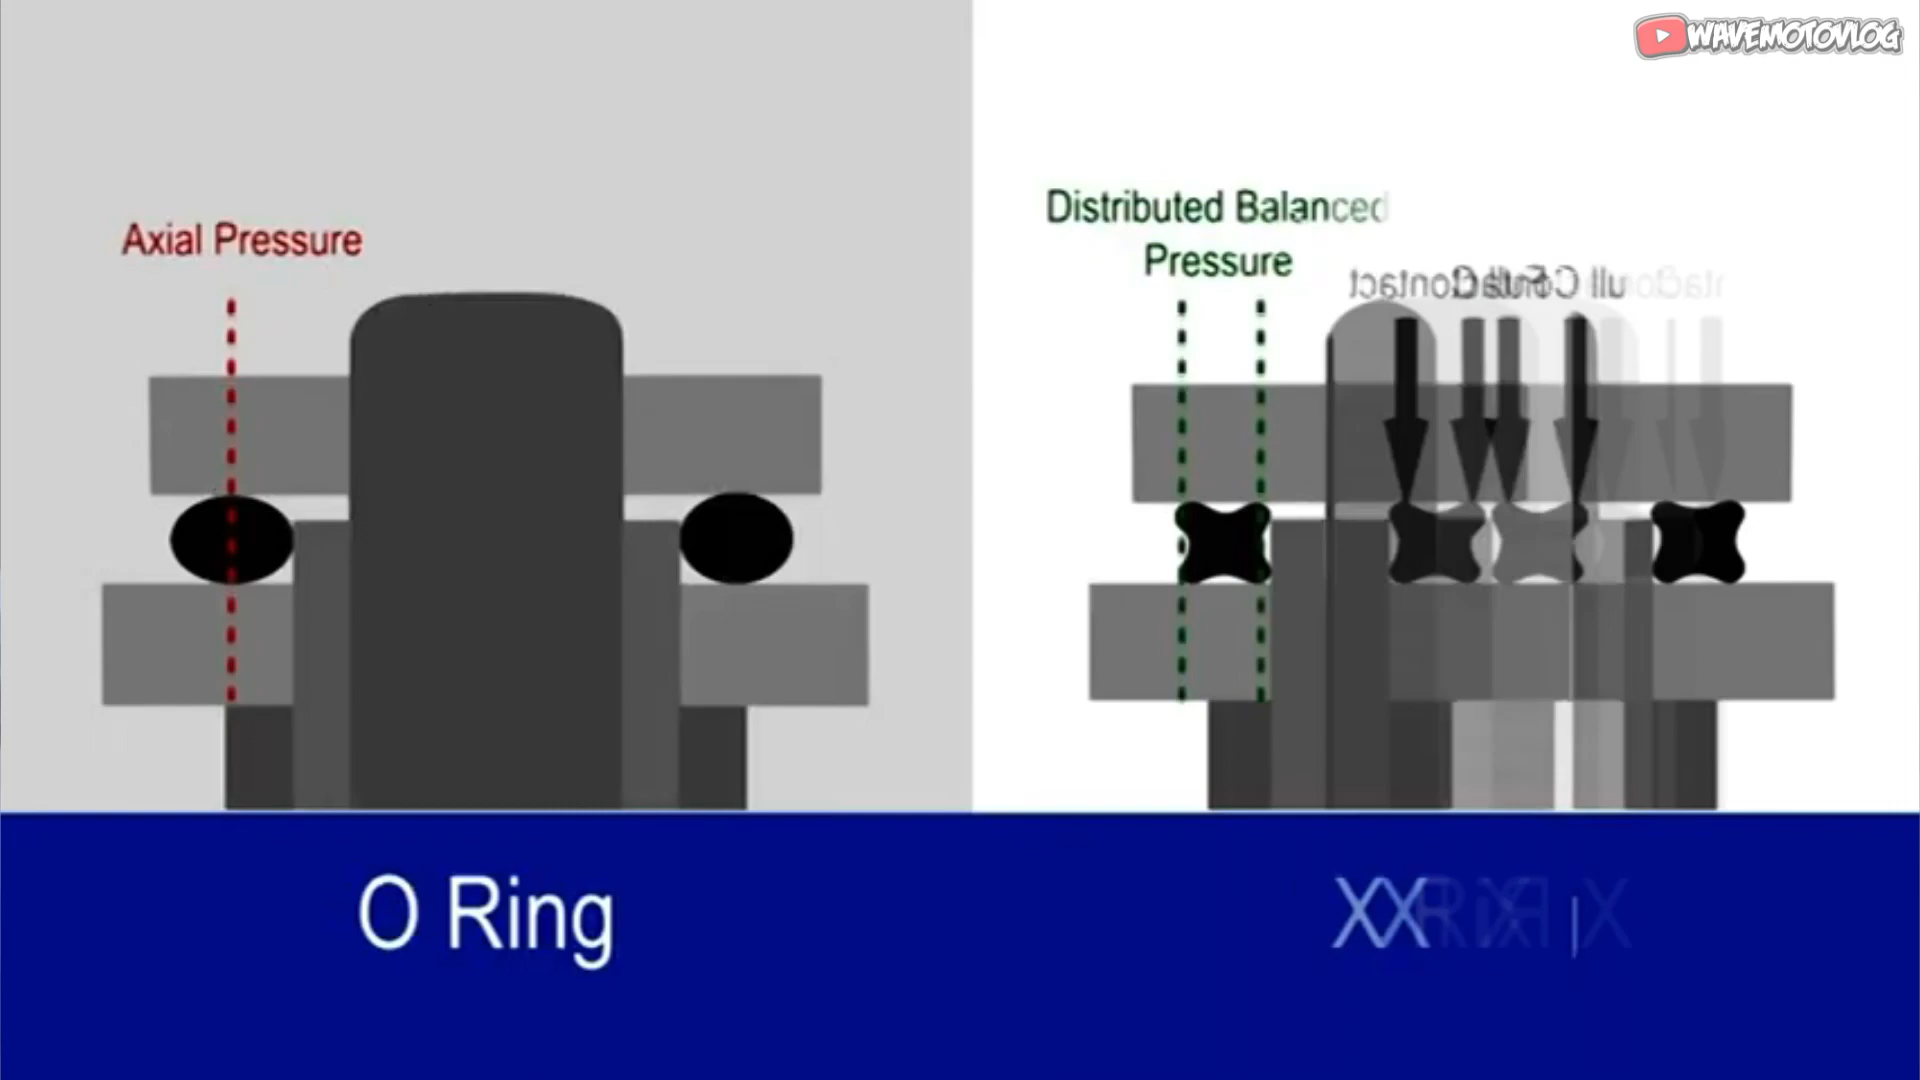 WAVEMOTOVLOG
Axial Pressure
Distributed Balanced
Pressure
O Ring